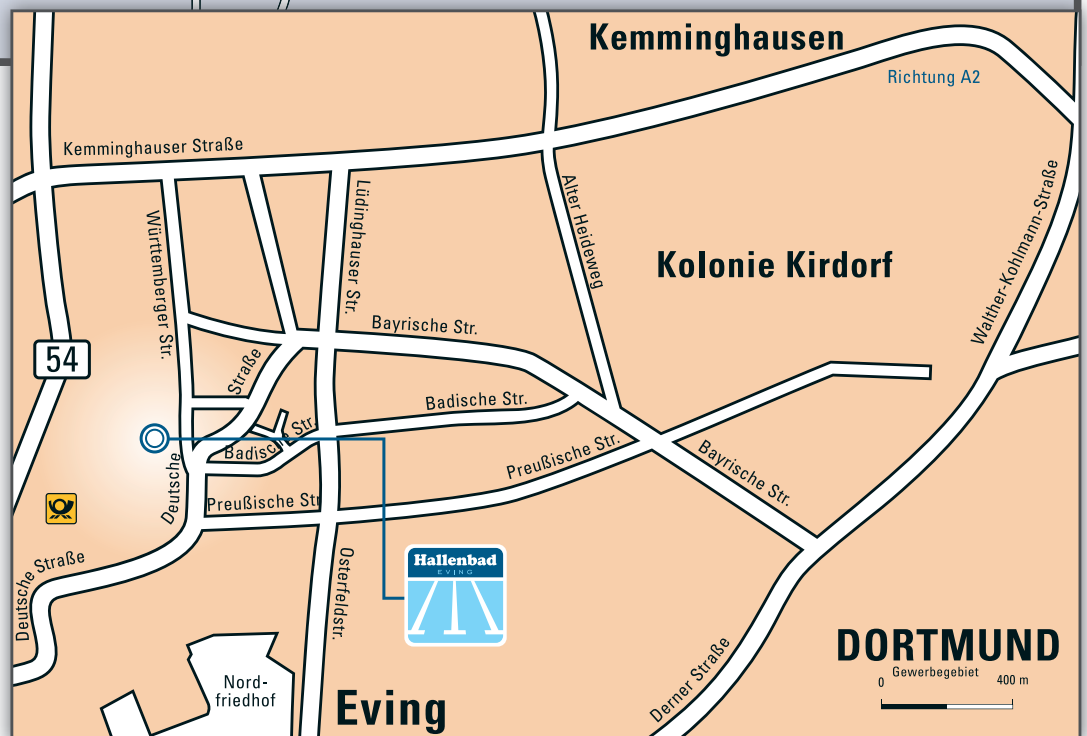 Kemminghausen
Richtung A2
Kemminghauser Straße
Württemberger Str.
Lüdinghauser Str.
Alter Heideweg
Walther-Kohlmann-Straße
Kolonie Kirdorf
Bayrische Str.
54
Straße
Badische Str.
Badische Str.
Preußische Str.
Bayrische Str.
Deutsche
Preußische Str
Deutsche Straße
Osterfeldstr.
Hallenbad
EVING
Derner Straße
DORTMUND
Gewerbegebiet
0 400 m
Nord-
friedhof
Eving